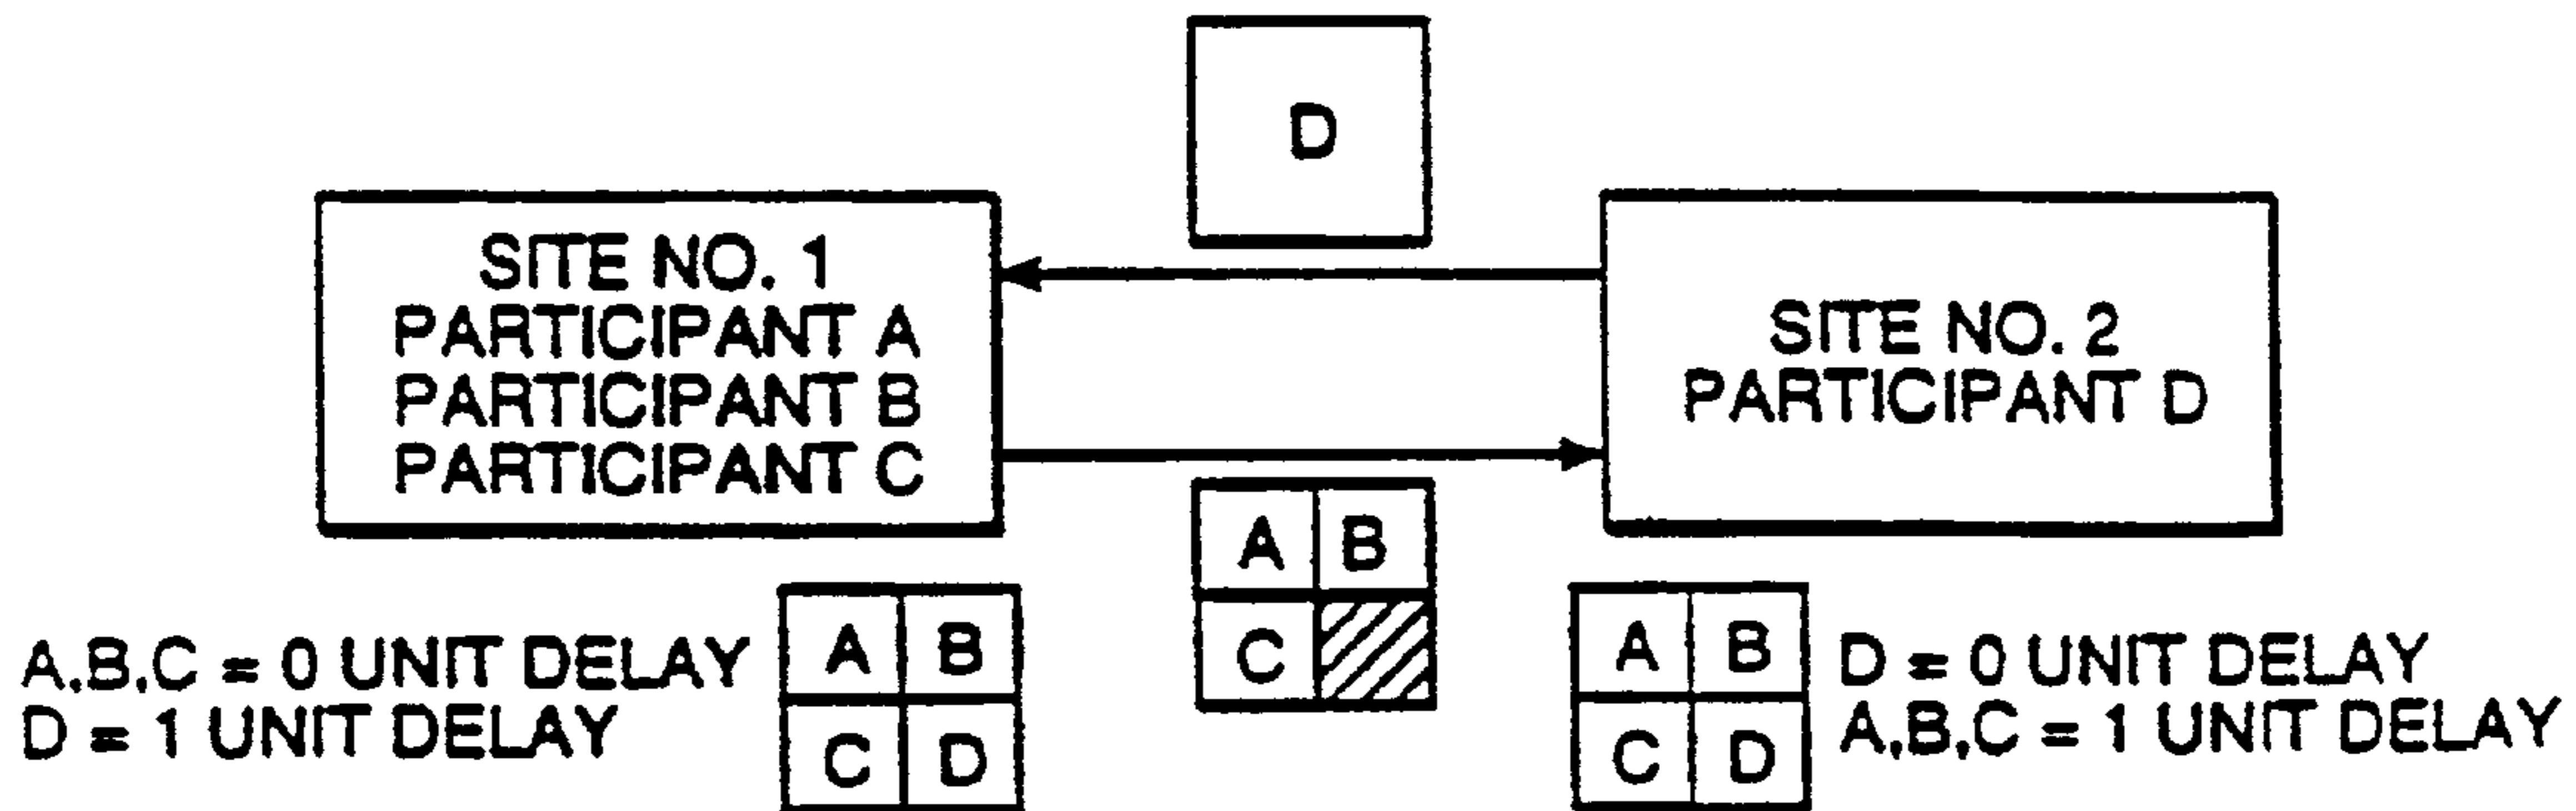 D
SITE NO. 1
PARTICIPANT A
PARTICIPANT B
PARTICIPANT C
SITE NO. 2
PARTICIPANT D
A B
C
A,B,C = 0 UNIT DELAY
D = 1 UNIT DELAY
A B
C D
A B
C D
D = 0 UNIT DELAY
A,B,C = 1 UNIT DELAY